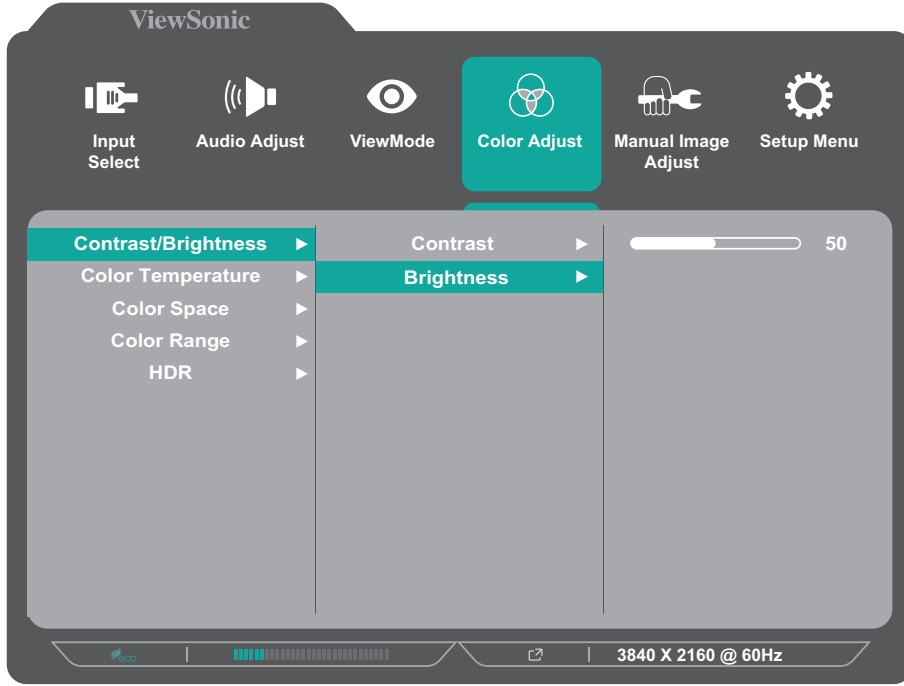 ViewSonic
Input Select
Audio Adjust
ViewMode
Color Adjust
Manual Image Adjust
Setup Menu
Contrast/Brightness
Contrast
50
Color Temperature
Brightness
Color Space
Color Range
HDR
eco
3840 X 2160 @ 60Hz